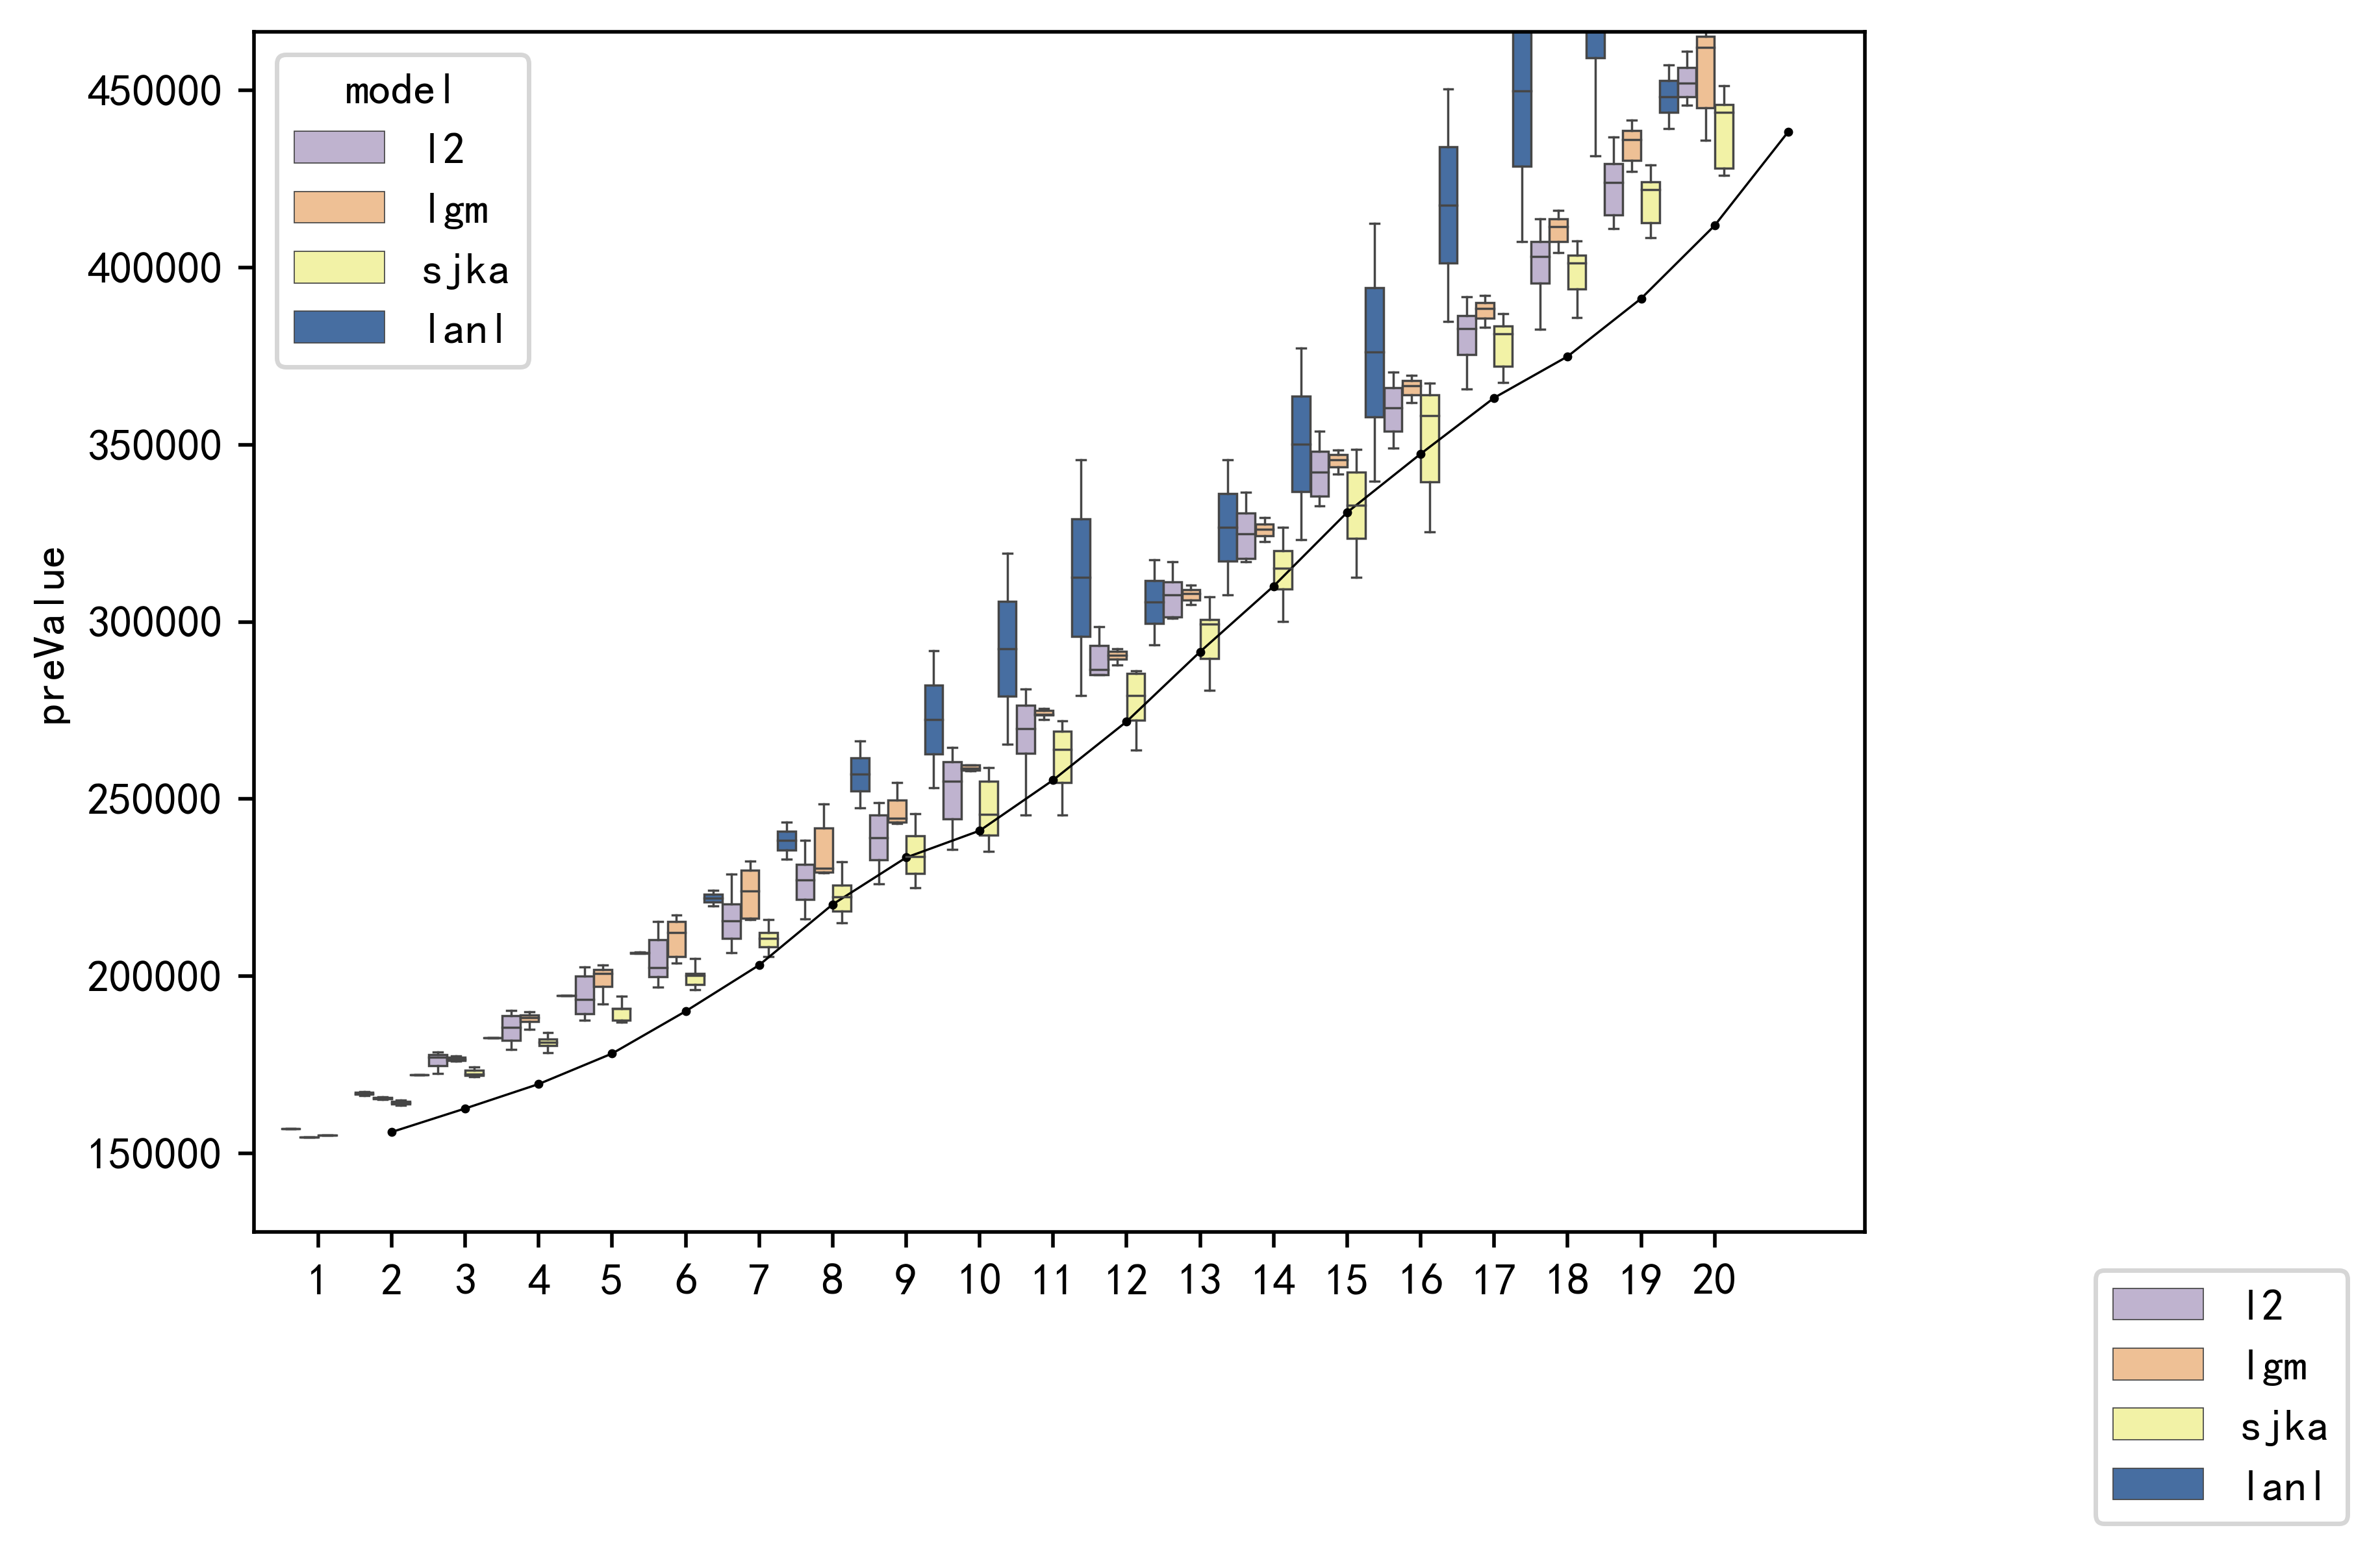 model
l2
lgm
sjka
lanl
preValue
450000
400000
350000
300000
250000
200000
150000
1 2 3 4 5 6 7 8 9 10 11 12 13 14 15 16 17 18 19 20
l2
lgm
sjka
lanl